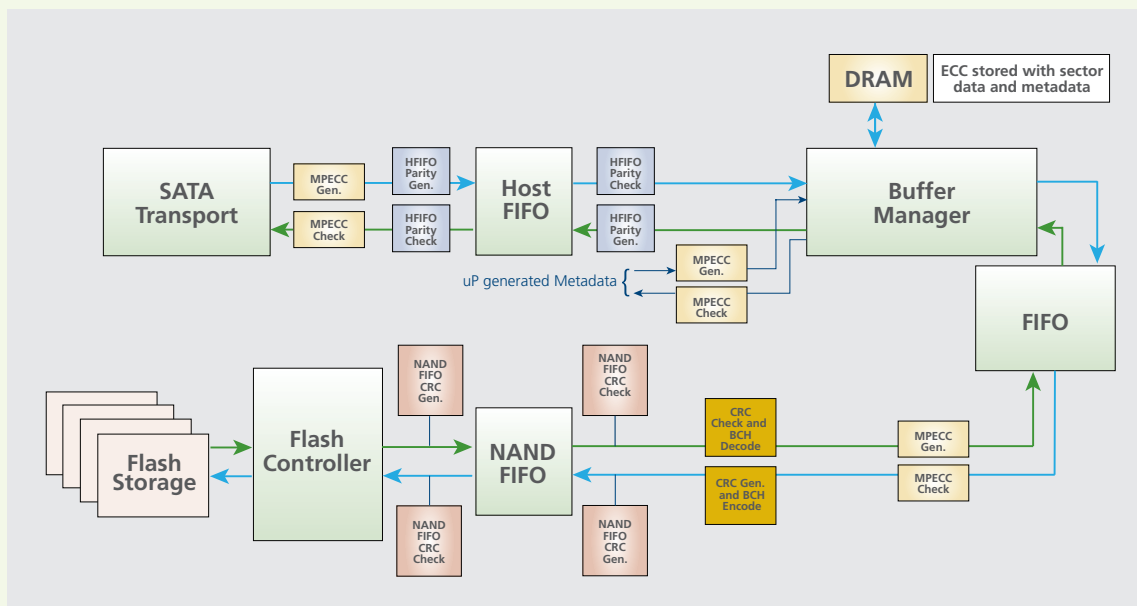 DRAM
ECC stored with sector
data and metadata
SATA
Transport
MPECC
Gen.
HFIFO
Parity
Gen.
MPECC
Check
HFIFO
Parity
Check
Host
FIFO
HFIFO
Parity
Check
HFIFO
Parity
Gen.
Buffer
Manager
uP generated Metadata {
MPECC
Gen.
MPECC
Check
FIFO
Flash
Storage
Flash
Controller
NAND
FIFO
CRC
Gen.
NAND
FIFO
CRC
Check
NAND
FIFO
NAND
FIFO
CRC
Check
NAND
FIFO
CRC
Gen.
CRC
Check and
BCH
Decode
CRC Gen.
and BCH
Encode
MPECC
Gen.
MPECC
Check